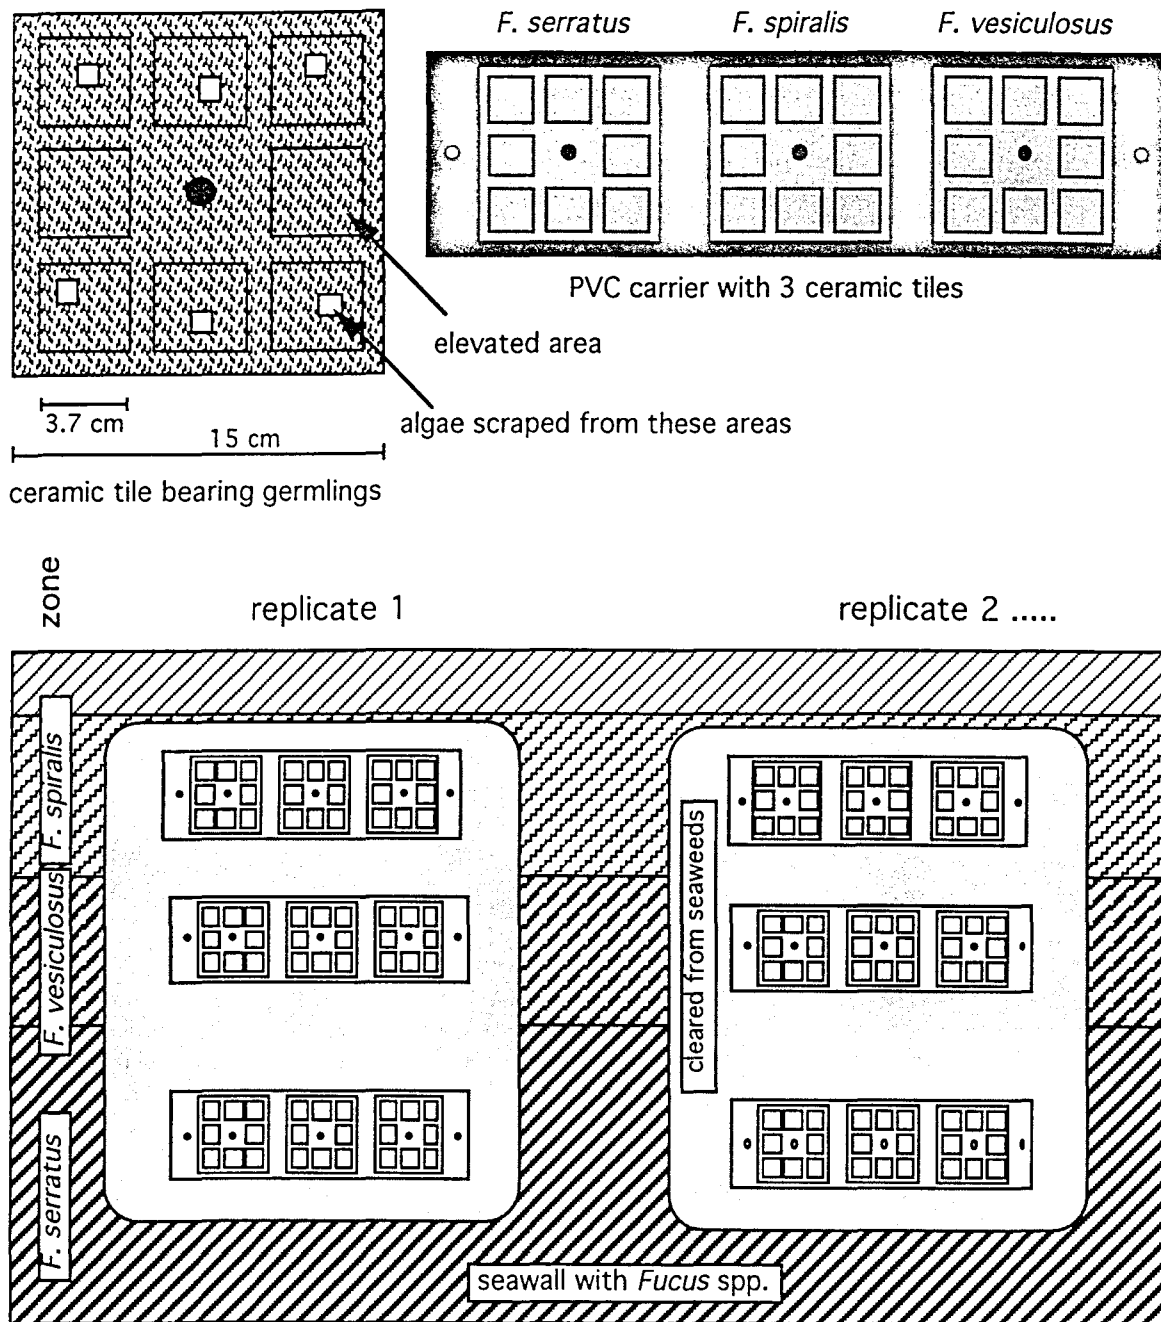 F. serratus
F. spiralis
F. vesiculosus
PVC carrier with 3 ceramic tiles
elevated area
algae scraped from these areas
3.7 cm
15 cm
ceramic tile bearing germlings
zone
replicate 1
replicate 2 .....
F. spiralis
F. vesiculosus
F. serratus
cleared from seaweeds
seawall with Fucus spp.